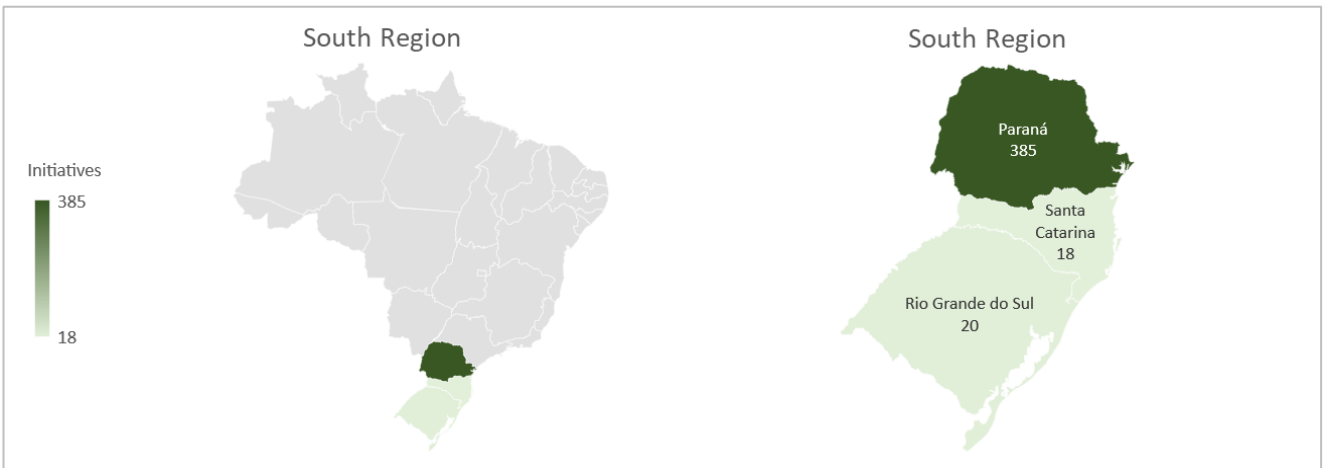 South Region
South Region
Initiatives
385
18
Paraná
385
Santa
Catarina
18
Rio Grande do Sul
20